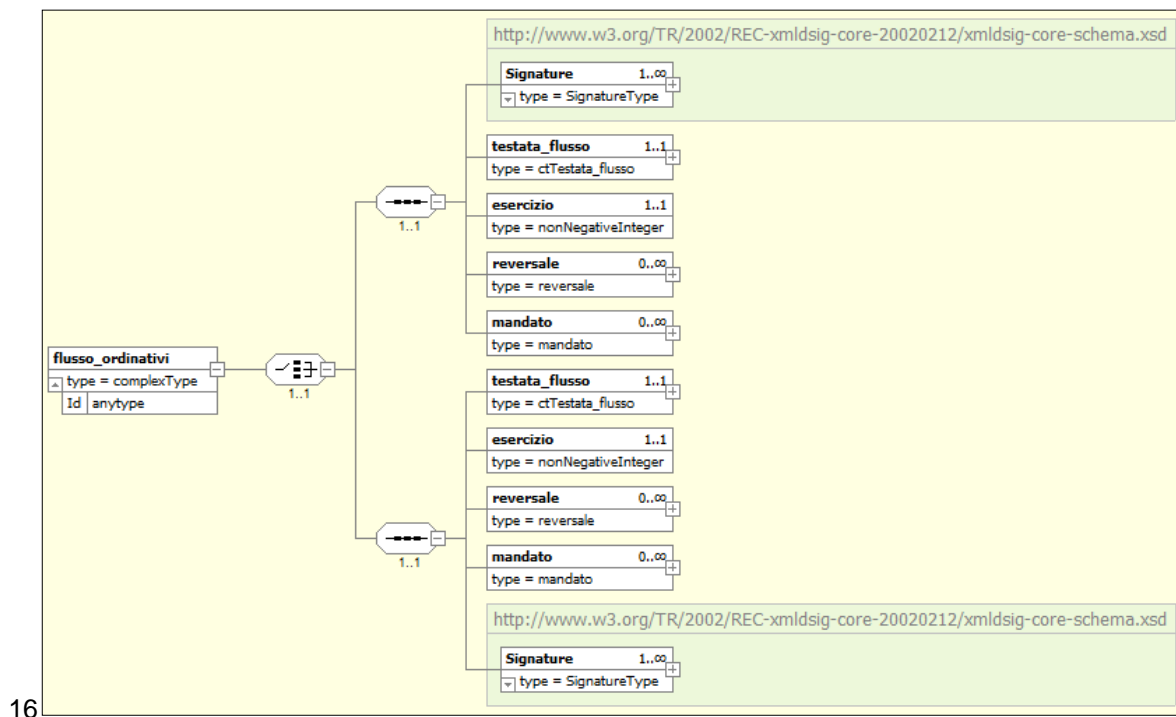 http://www.w3.org/TR/2002/REC-xmldsig-core-20020212/xmldsig-core-schema.xsd
Signature 1..∞
type = SignatureType
testata_flusso 1..1
type = ctTestata_flusso
esercizio 1..1
type = nonNegativeInteger
1..1
reversale 0..∞
type = reversale
mandato 0..∞
type = mandato
flusso_ordinativi
type = complexType
Id anytype
1..1
testata_flusso 1..1
type = ctTestata_flusso
esercizio 1..1
type = nonNegativeInteger
reversale 0..∞
type = reversale
1..1
mandato 0..∞
type = mandato
http://www.w3.org/TR/2002/REC-xmldsig-core-20020212/xmldsig-core-schema.xsd
Signature 1..∞
type = SignatureType
16